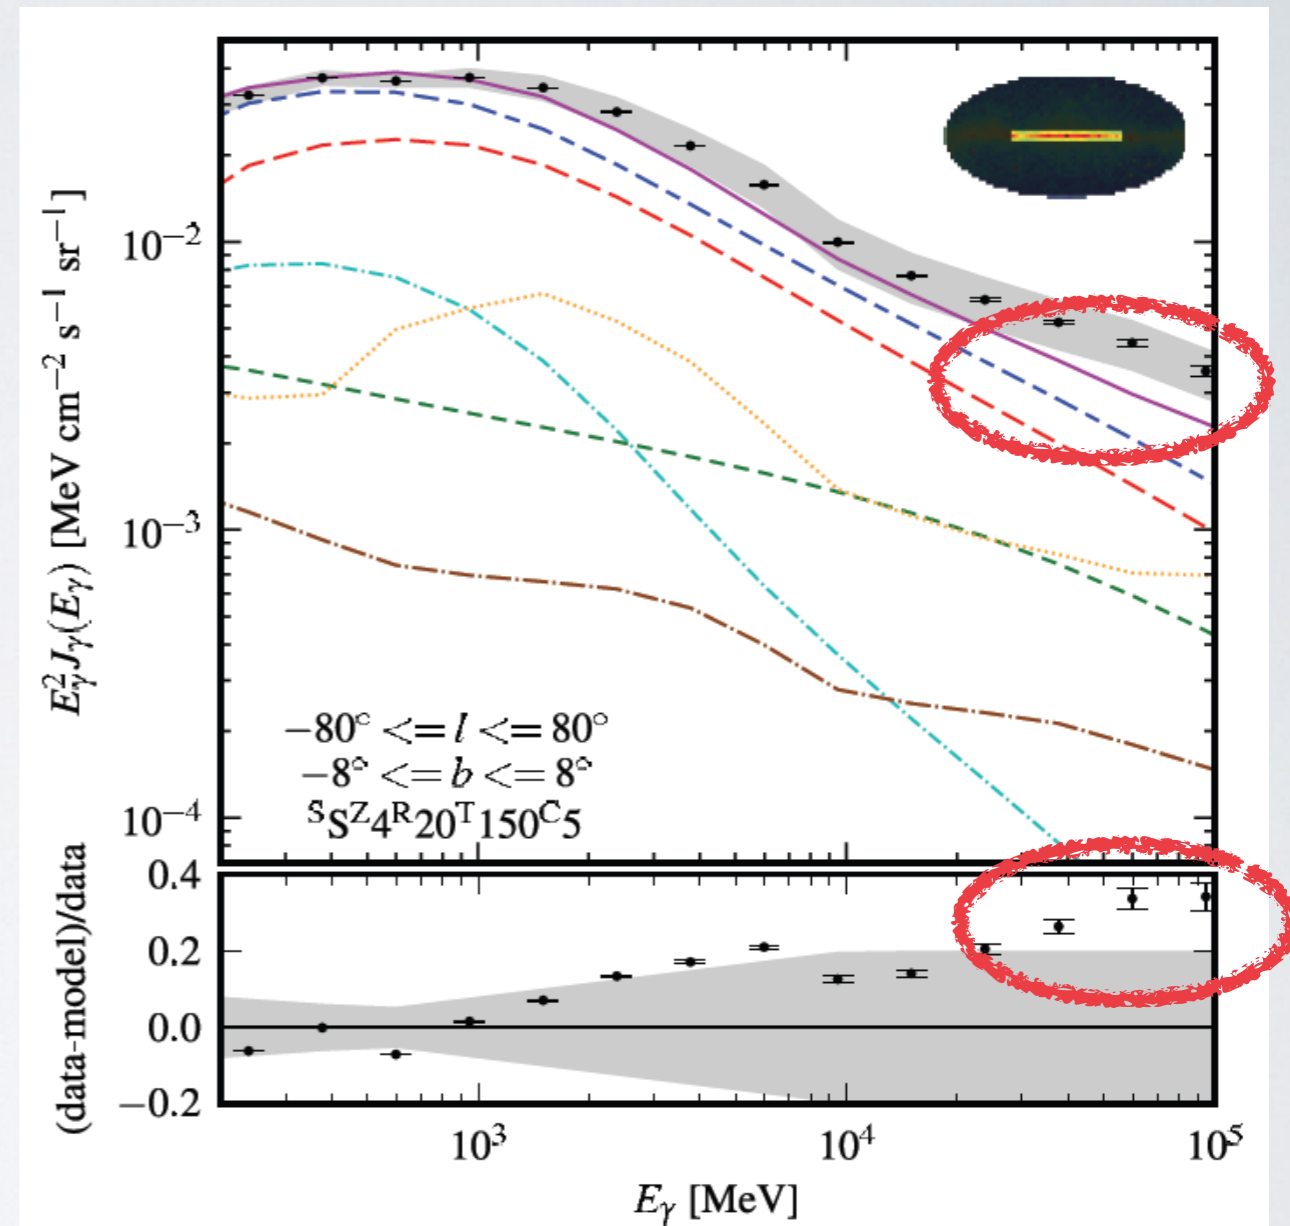 E²γJγ(Eγ) [MeV cm⁻² s⁻¹ sr⁻¹]
10⁻²
10⁻³
10⁻⁴
−80° <= l <= 80°
−8° <= b <= 8°
ˢSᶻ4ᴿ20ᵀ150ᶜ5
(data-model)/data
0.4
0.2
0.0
−0.2
10³
10⁴
10⁵
Eγ [MeV]